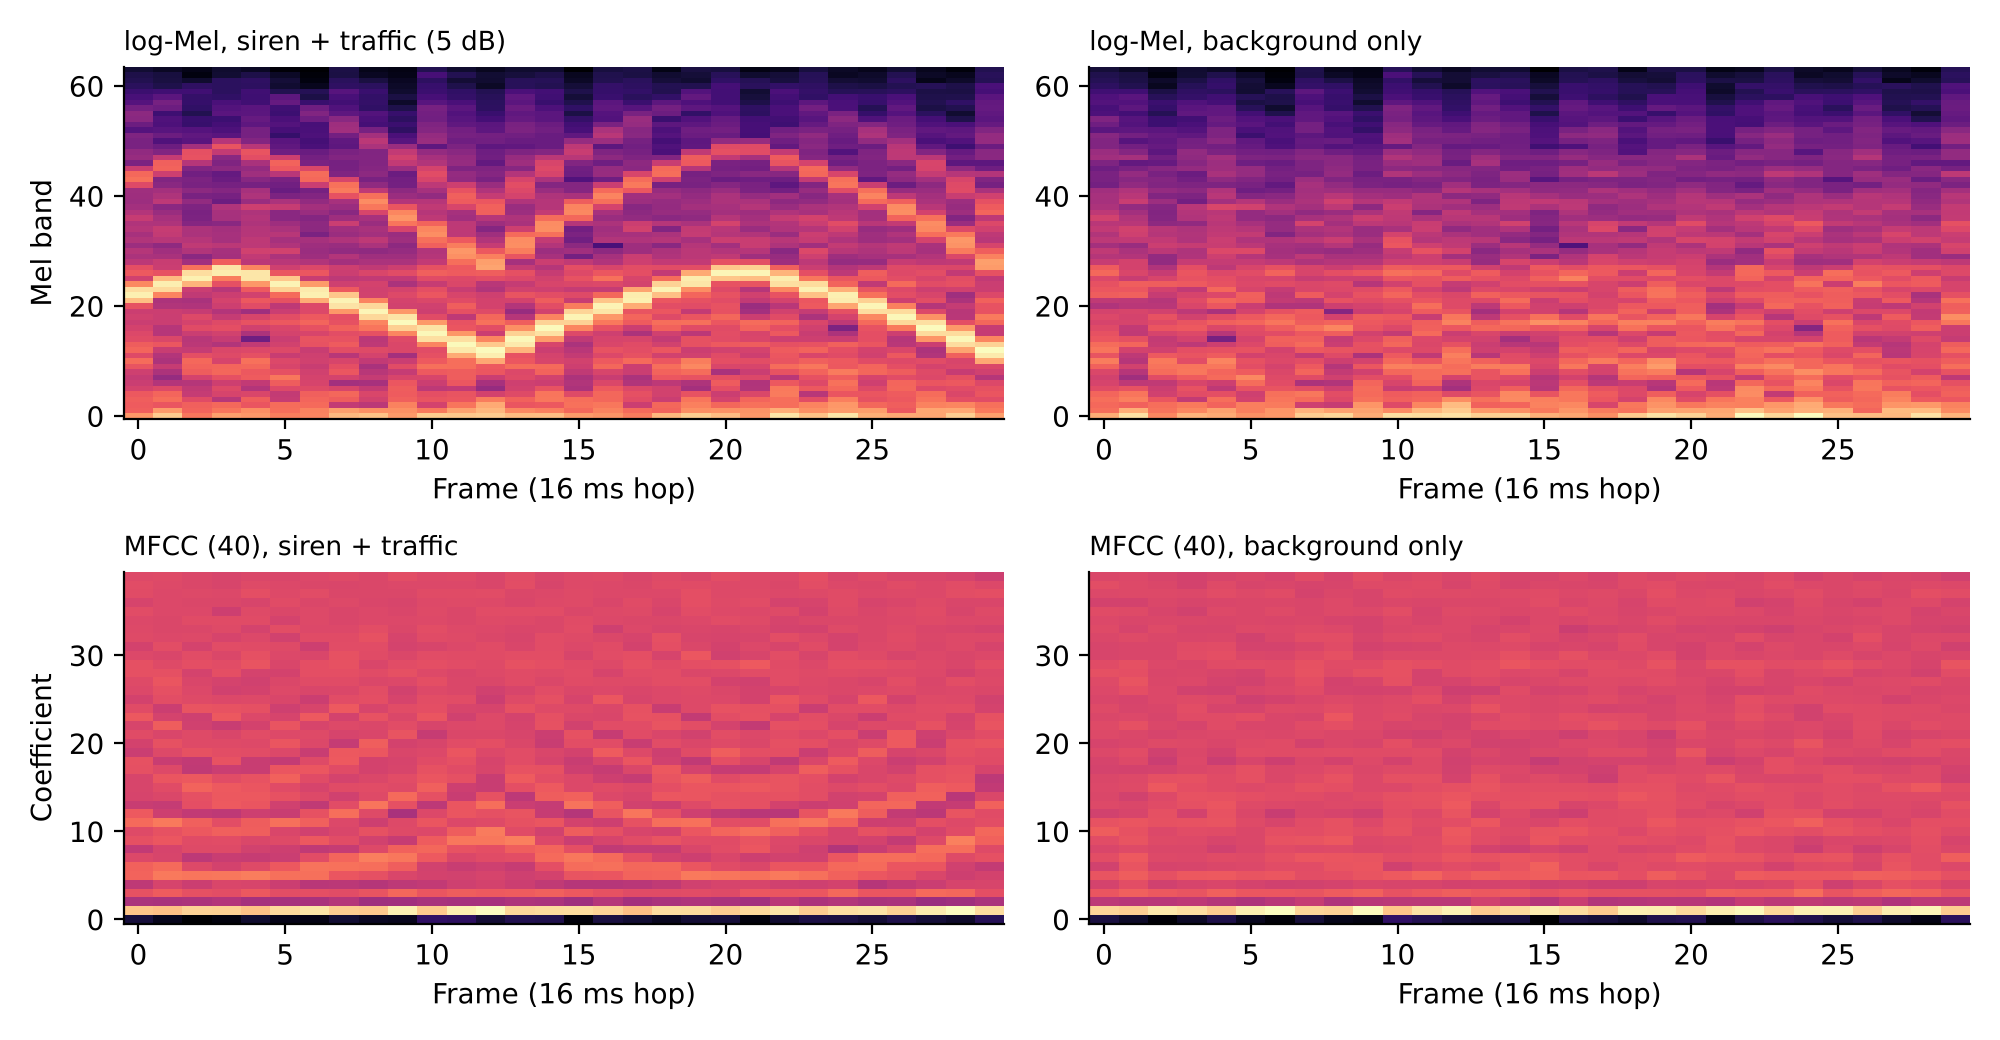 log-Mel, siren + traffic (5 dB)
log-Mel, background only
Mel band
60
40
20
0
0 5 10 15 20 25
Frame (16 ms hop)
60
40
20
0
0 5 10 15 20 25
Frame (16 ms hop)
MFCC (40), siren + traffic
MFCC (40), background only
Coefficient
30
20
10
0
0 5 10 15 20 25
Frame (16 ms hop)
30
20
10
0
0 5 10 15 20 25
Frame (16 ms hop)